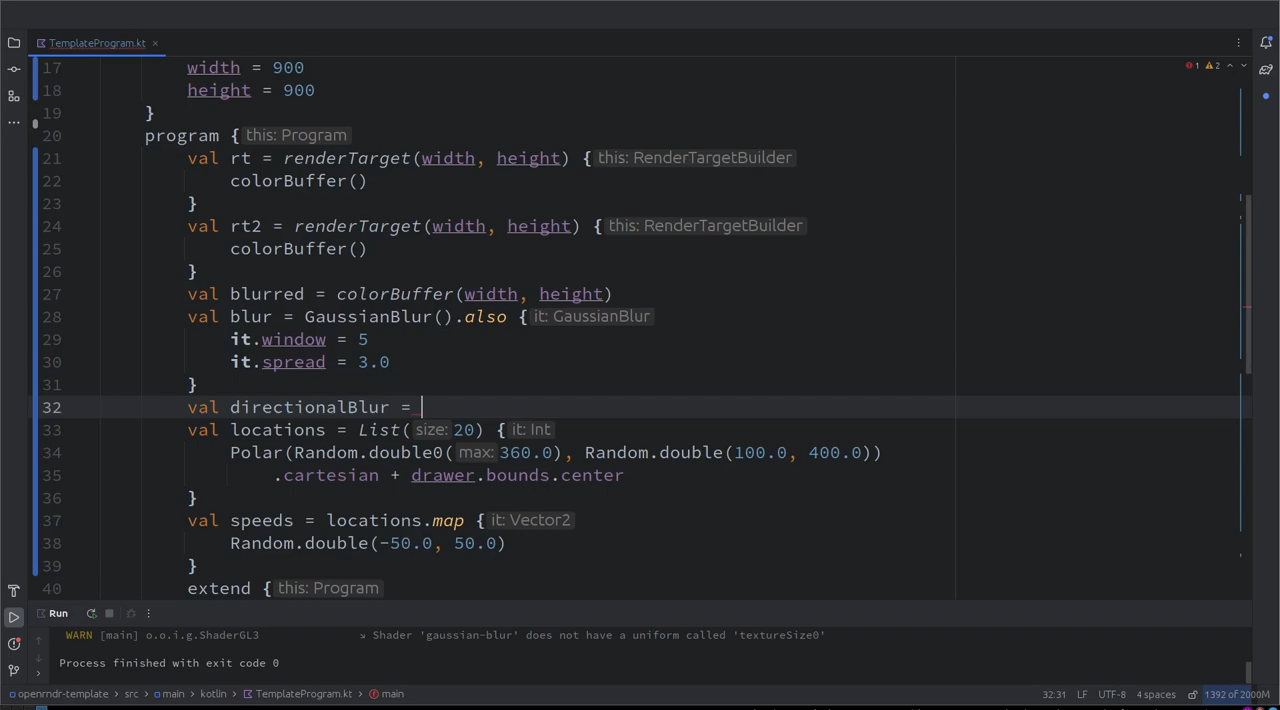 TemplateProgram.kt ×
1 2
17 width = 900
18 height = 900
19 }
20 program { this: Program
21 val rt = renderTarget(width, height) { this: RenderTargetBuilder
22 colorBuffer()
23 }
24 val rt2 = renderTarget(width, height) { this: RenderTargetBuilder
25 colorBuffer()
26 }
27 val blurred = colorBuffer(width, height)
28 val blur = GaussianBlur().also { it: GaussianBlur
29 it.window = 5
30 it.spread = 3.0
31 }
32 val directionalBlur =
33 val locations = List( size: 20) { it: Int
34 Polar(Random.double0( max: 360.0), Random.double(100.0, 400.0))
35 .cartesian + drawer.bounds.center
36 }
37 val speeds = locations.map { it: Vector2
38 Random.double(-50.0, 50.0)
39 }
40 extend { this: Program
Run
WARN [main] o.o.i.g.ShaderGL3 ↘ Shader 'gaussian-blur' does not have a uniform called 'textureSize0'
Process finished with exit code 0
openrndr-template > src > main > kotlin > TemplateProgram.kt > main 32:31 LF UTF-8 4 spaces 1392 of 2000M